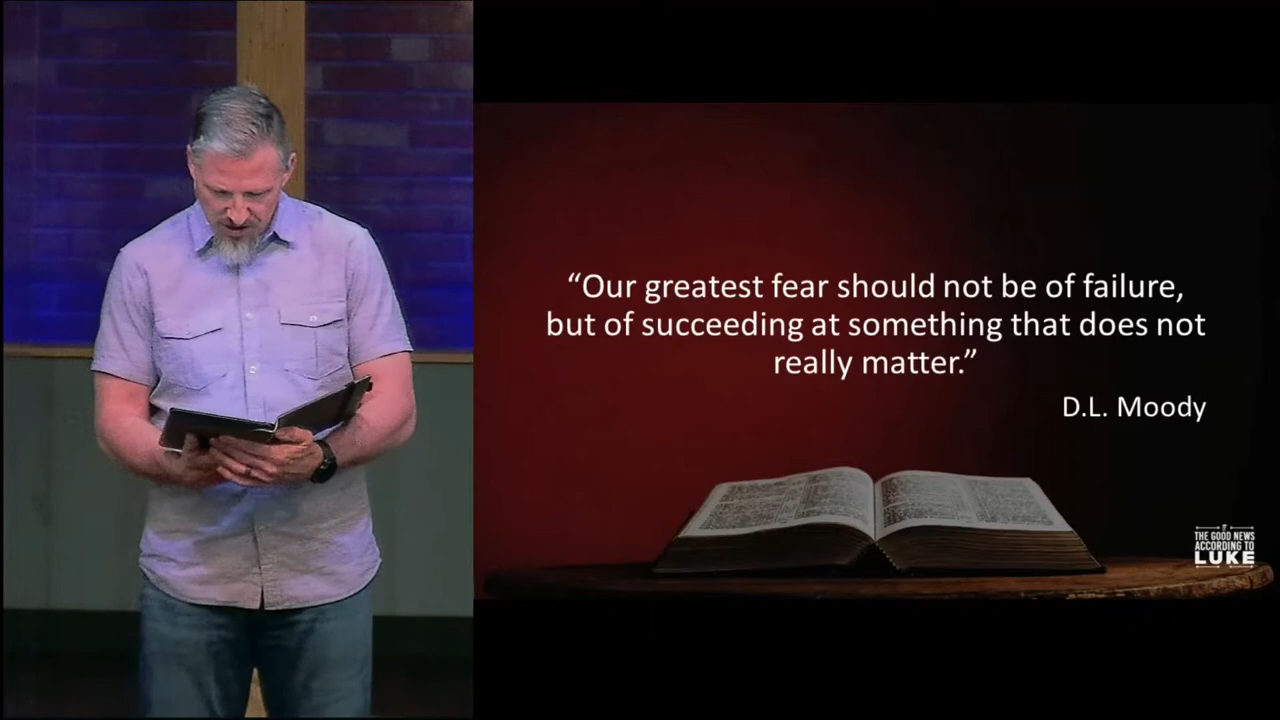 “Our greatest fear should not be of failure,
but of succeeding at something that does not
really matter.”
D.L. Moody
THE GOOD NEWS
ACCORDING TO
LUKE